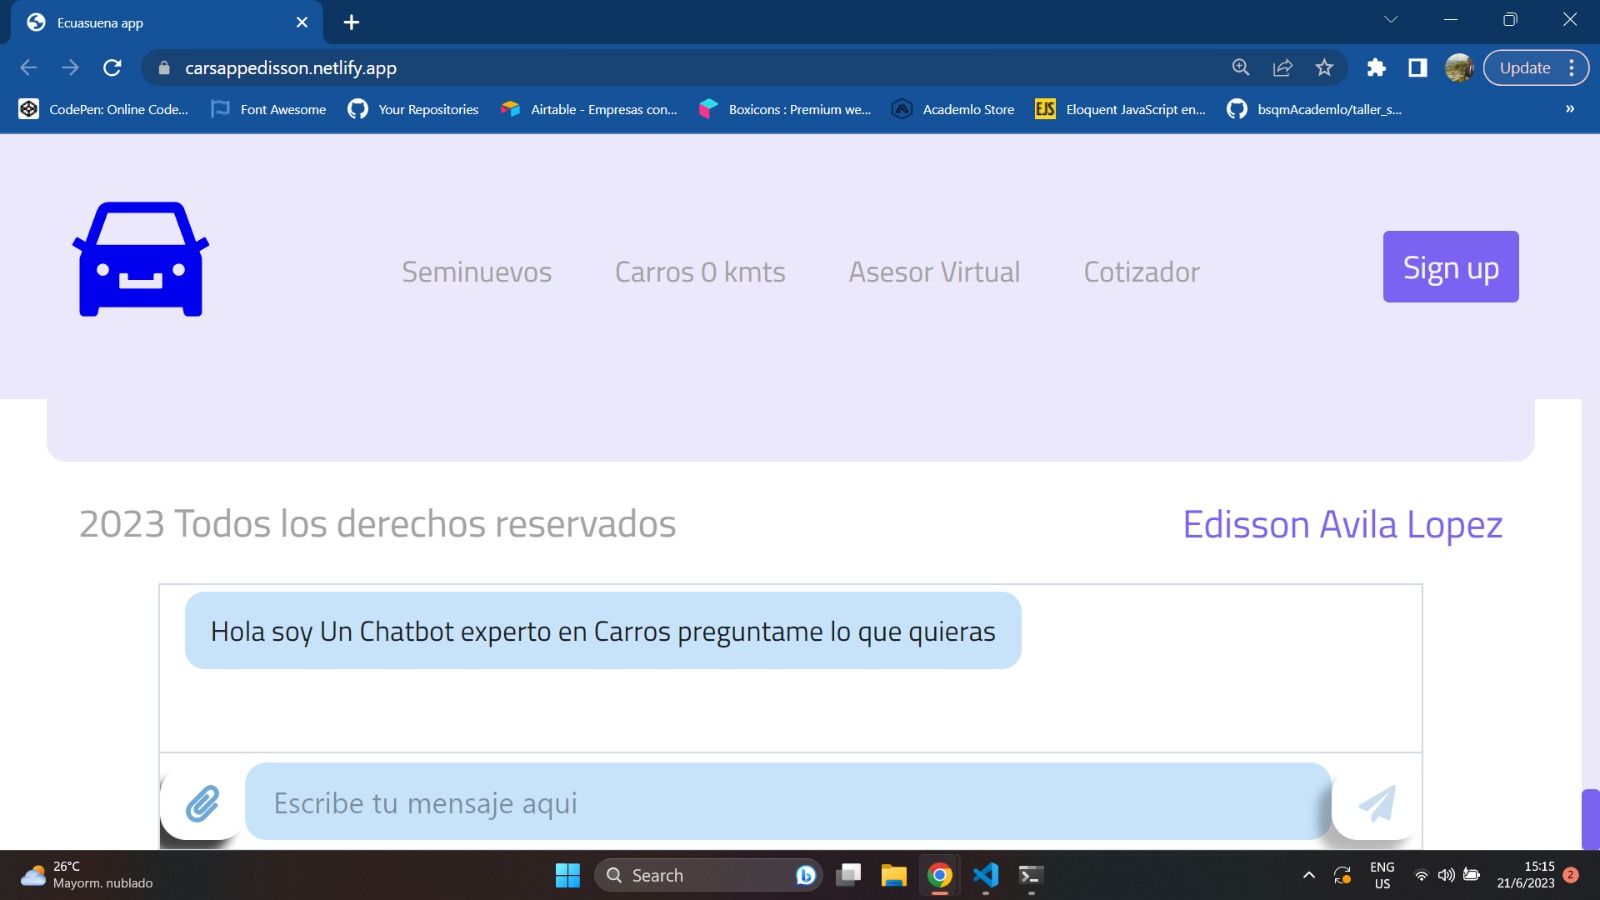 Ecuasuena app
carsappedisson.netlify.app
Update
CodePen: Online Code...
Font Awesome
Your Repositories
Airtable - Empresas con...
Boxicons : Premium we...
Academlo Store
EJS
Eloquent JavaScript en...
bsqmAcademlo/taller_s...
»
Seminuevos
Carros 0 kmts
Asesor Virtual
Cotizador
Sign up
2023 Todos los derechos reservados
Edisson Avila Lopez
Hola soy Un Chatbot experto en Carros preguntame lo que quieras
Escribe tu mensaje aqui
26°C
Mayorm. nublado
Search
ENG
US
15:15
21/6/2023
2